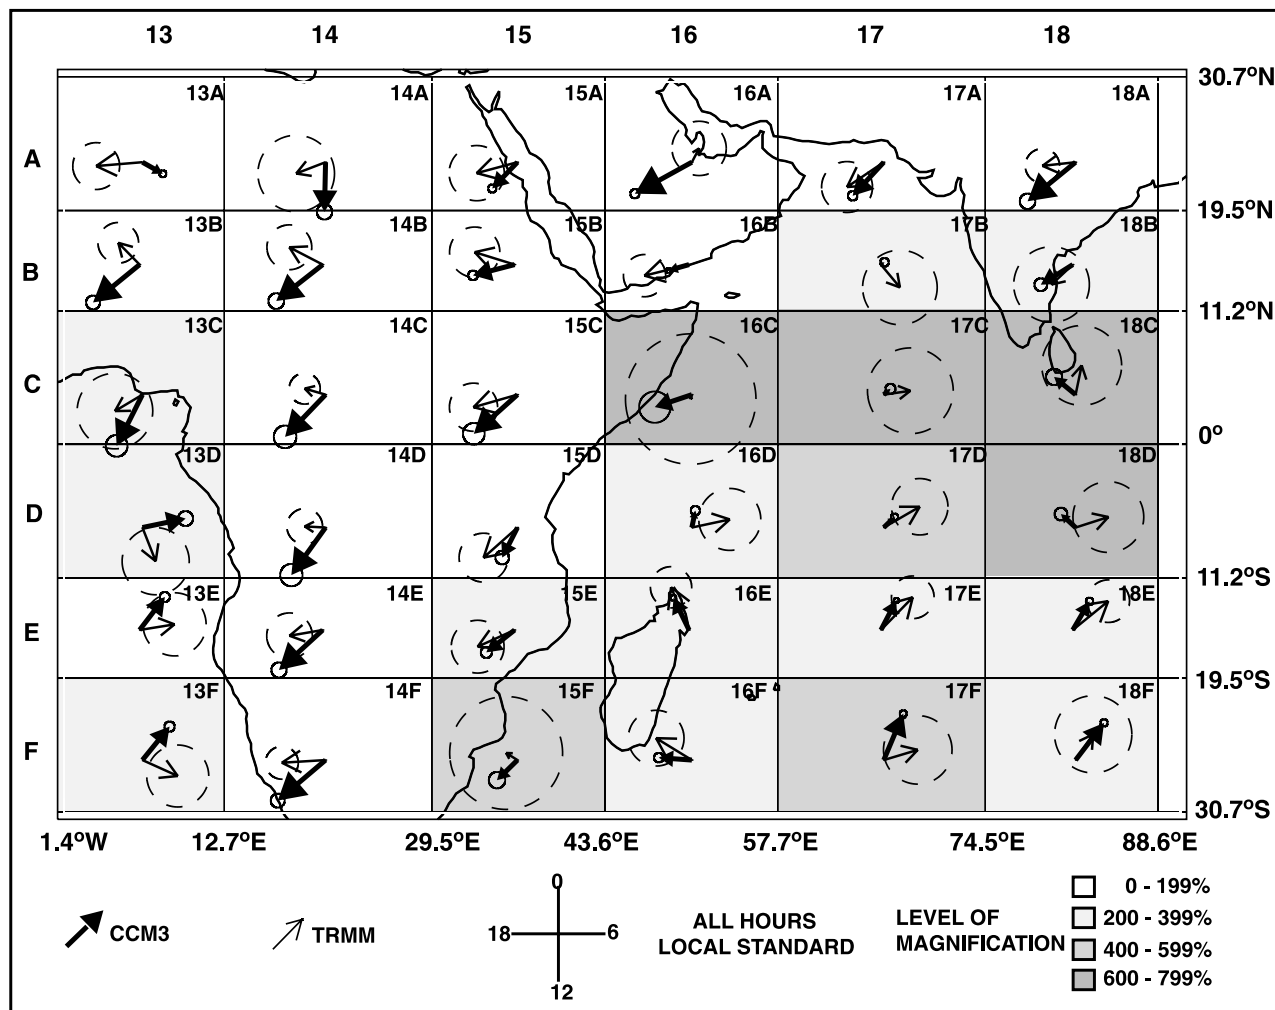 13 14 15 16 17 18
30.7°N
13A 14A 15A 16A 17A 18A
A
19.5°N
13B 14B 15B 16B 17B 18B
B
11.2°N
13C 14C 15C 16C 17C 18C
C
0°
13D 14D 15D 16D 17D 18D
D
11.2°S
13E 14E 15E 16E 17E 18E
E
19.5°S
13F 14F 15F 16F 17F 18F
F
30.7°S
1.4°W 12.7°E 29.5°E 43.6°E 57.7°E 74.5°E 88.6°E
CCM3
TRMM
0
18 6
12
ALL HOURS
LOCAL STANDARD
LEVEL OF
MAGNIFICATION
0 - 199%
200 - 399%
400 - 599%
600 - 799%